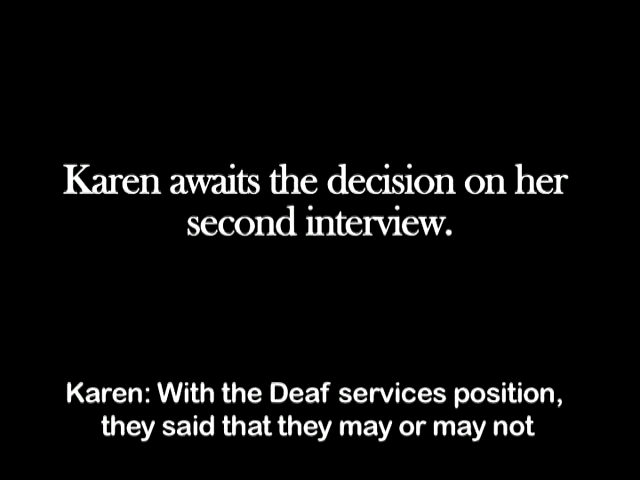 Karen awaits the decision on her
second interview.
Karen: With the Deaf services position,
they said that they may or may not